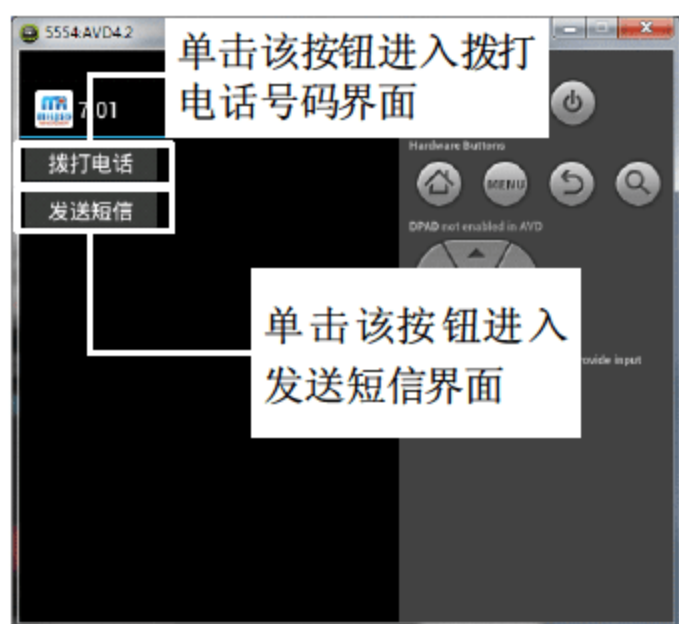 5554:AVD4.2
单击该按钮进入拨打
电话号码界面
7.01
Hardware Buttons
拨打电话
MENU
发送短信
DPAD not enabled in AVD
单击该按钮进入
发送短信界面
rovide input